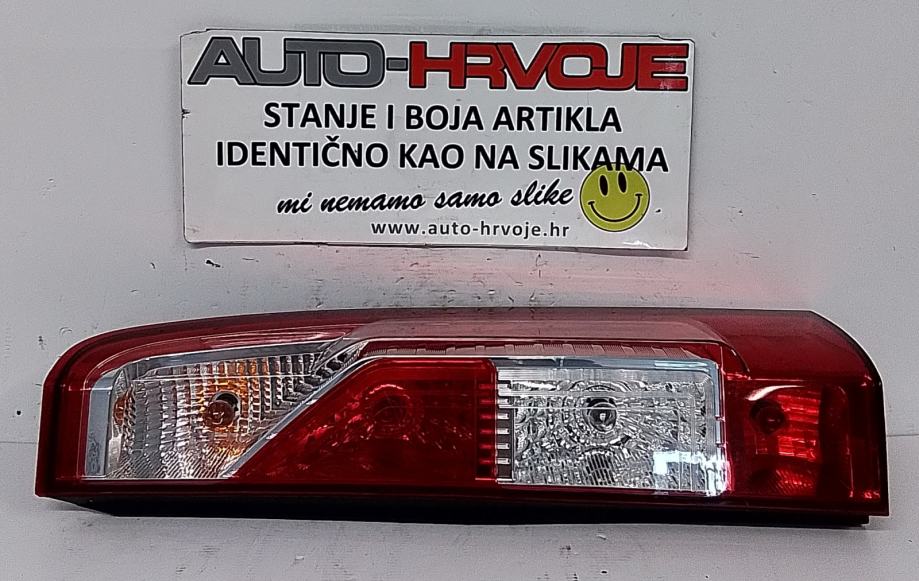 AUTO-HRVOJE
STANJE I BOJA ARTIKLA
IDENTIČNO KAO NA SLIKAMA
mi nemamo samo slike
www.auto-hrvoje.hr